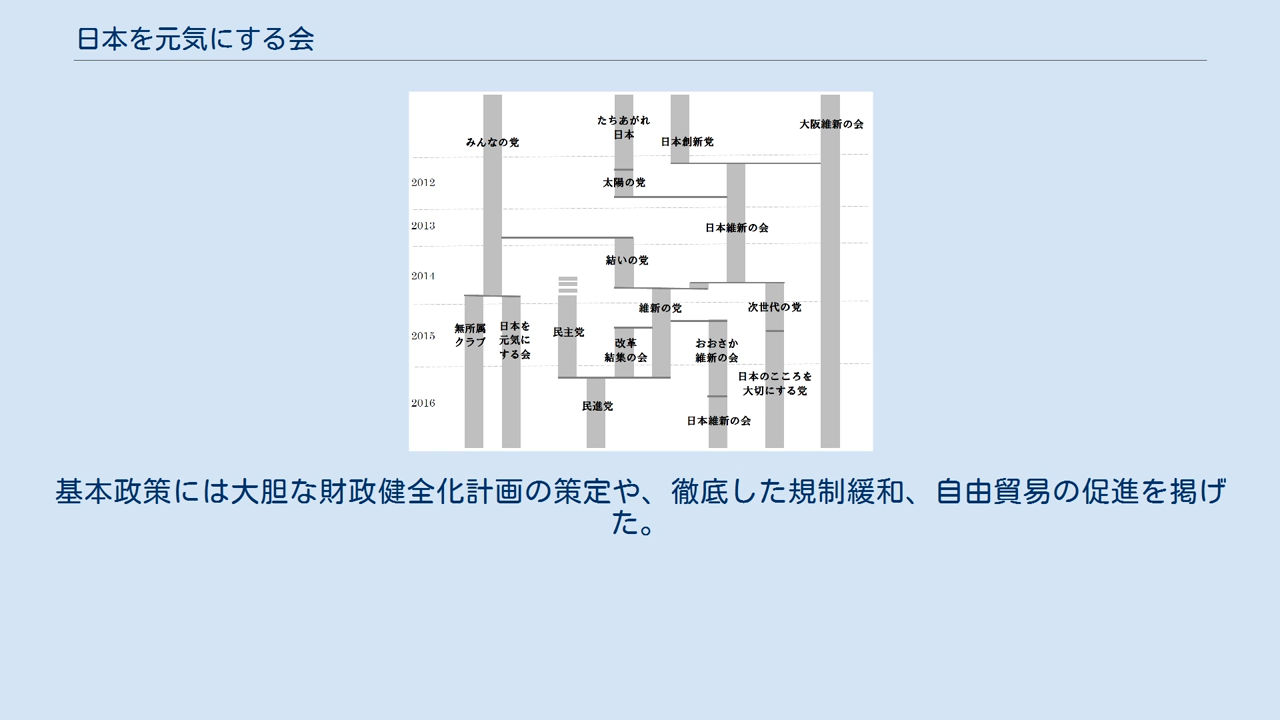 日本を元気にする会
みんなの党
たちあがれ
日本
日本創新党
大阪維新の会
2012
太陽の党
2013
日本維新の会
結いの党
2014
維新の党
次世代の党
2015
無所属
クラブ
日本を
元気に
する会
民主党
改革
結集の会
おおさか
維新の会
日本のこころを
大切にする党
2016
民進党
日本維新の会
基本政策には大胆な財政健全化計画の策定や、徹底した規制緩和、自由貿易の促進を掲げ
た。